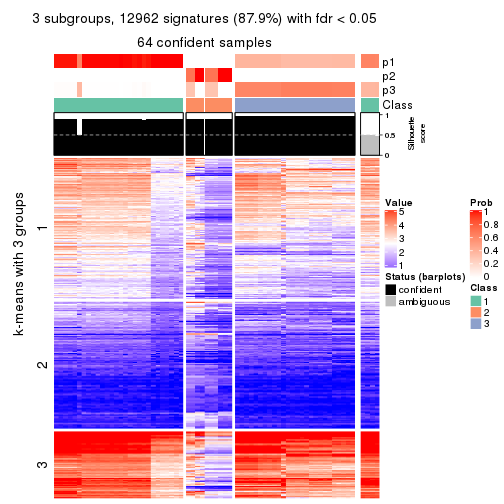 3 subgroups, 12962 signatures (87.9%) with fdr < 0.05
64 confident samples
p1
p2
p3
Class
1
0.5
0
Silhouette
score
k-means with 3 groups
1
2
3
Value
5
4
3
2
1
Status (barplots)
confident
ambiguous
Prob
1
0.8
0.6
0.4
0.2
0
Class
1
2
3